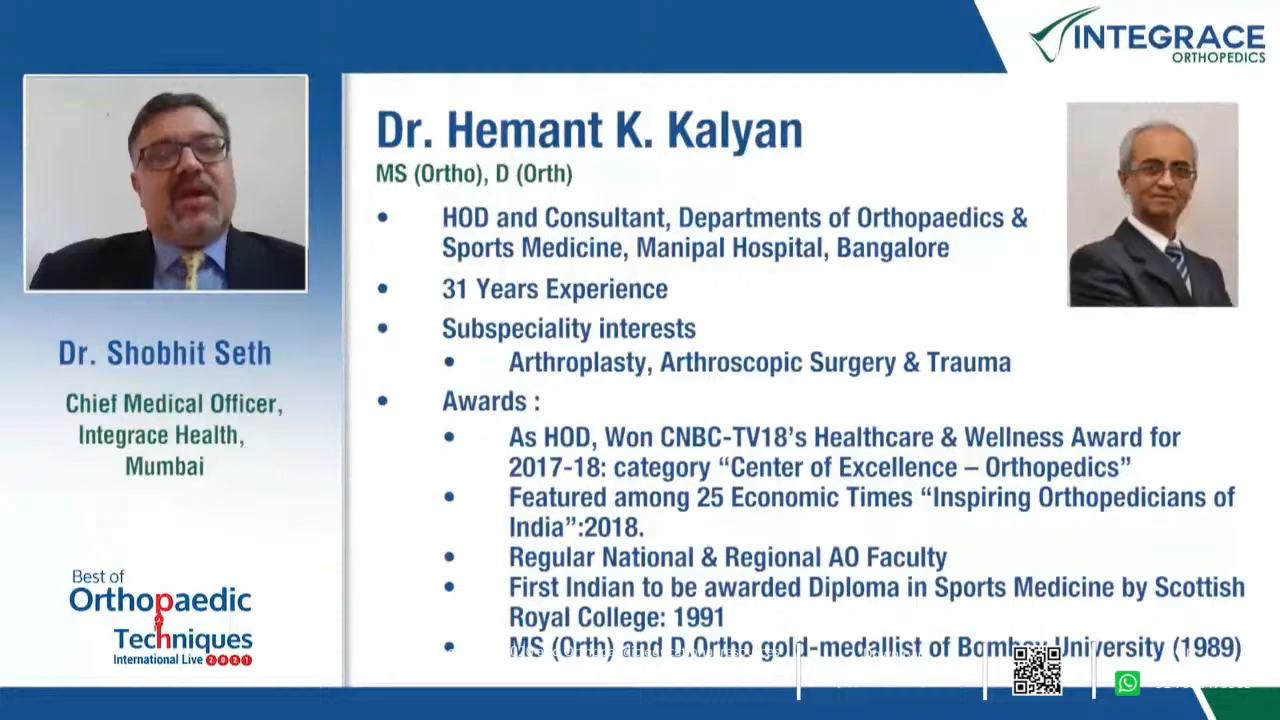 INTEGRACE
ORTHOPEDICS
Dr. Hemant K. Kalyan
MS (Ortho), D (Orth)
• HOD and Consultant, Departments of Orthopaedics &
Sports Medicine, Manipal Hospital, Bangalore
• 31 Years Experience
• Subspeciality interests
• Arthroplasty, Arthroscopic Surgery & Trauma
• Awards :
• As HOD, Won CNBC-TV18’s Healthcare & Wellness Award for
2017-18: category “Center of Excellence – Orthopedics”
• Featured among 25 Economic Times “Inspiring Orthopedicians of
India”:2018.
• Regular National & Regional AO Faculty
• First Indian to be awarded Diploma in Sports Medicine by Scottish
Royal College: 1991
• MS (Orth) and D Ortho gold-medallist of Bombay University (1989)
Dr. Shobhit Seth
Chief Medical Officer,
Integrace Health,
Mumbai
Best of
Orthopaedic
Techniques
International Live 2021